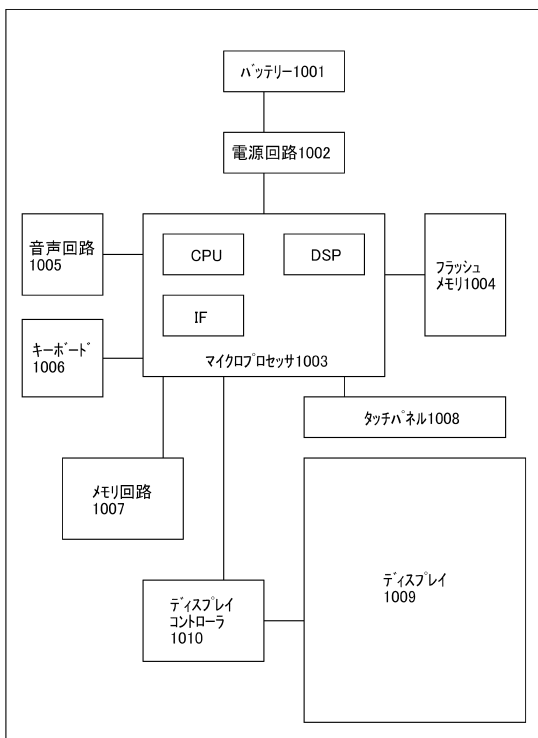 ﾊﾞｯﾃﾘｰ1001
電源回路1002
音声回路
1005
CPU
DSP
IF
マイクロプロセッサ1003
ﾌﾗｯｼｭ
ﾒﾓﾘ1004
ｷｰﾎﾞｰﾄﾞ
1006
ﾀｯﾁﾊﾟﾈﾙ1008
ﾒﾓﾘ回路
1007
ﾃﾞｨｽﾌﾟﾚｲ
1009
ﾃﾞｨｽﾌﾟﾚｲ
ｺﾝﾄﾛｰﾗ
1010